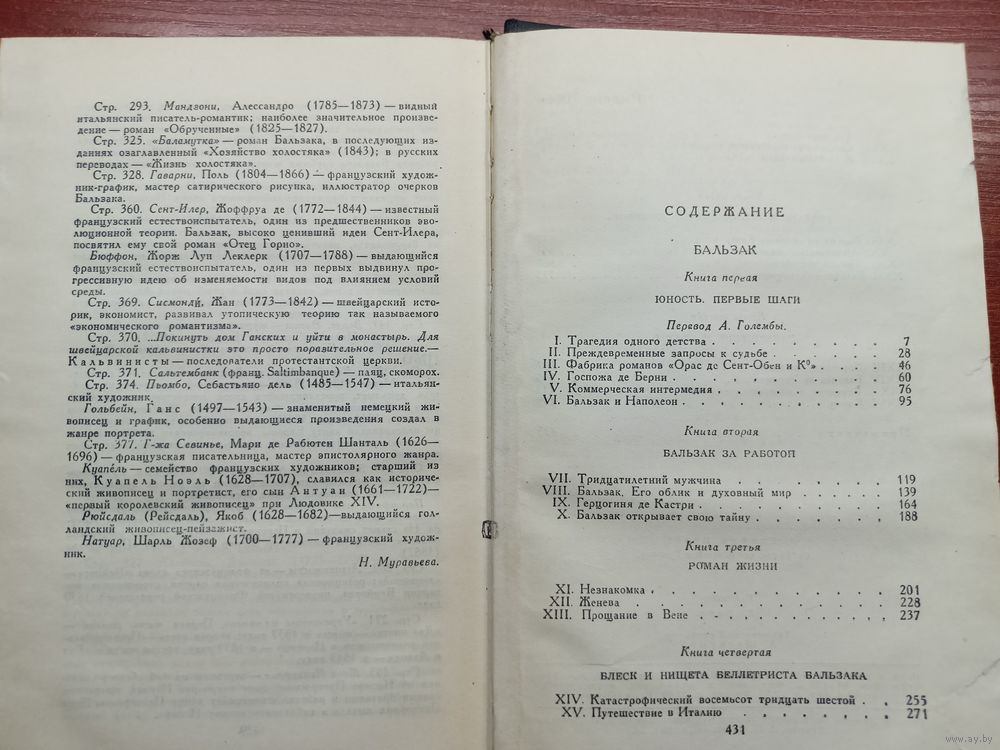 Стр. 293. Мандзони, Алессандро (1785—1873) — видный
итальянский писатель-романтик; наиболее значительное произве-
дение — роман «Обрученные» (1825—1827).
Стр. 325. «Баламутка» — роман Бальзака, в последующих из-
даниях озаглавленный «Хозяйство холостяка» (1843); в русских
переводах — «Жизнь холостяка».
Стр. 328. Гаварни, Поль (1804—1866) — французский худож-
ник-график, мастер сатирического рисунка, иллюстратор очерков
Бальзака.
Стр. 360. Сент-Илер, Жоффруа де (1772—1844) — известный
французский естествоиспытатель, один из предшественников эво-
люционной теории. Бальзак, высоко ценивший идеи Сент-Илера,
посвятил ему свой роман «Отец Горио».
Бюффон, Жорж Луи Леклерк (1707—1788) — выдающийся
французский естествоиспытатель, один из первых выдвинул про-
грессивную идею об изменяемости видов под влиянием условий
среды.
Стр. 369. Сисмонди, Жан (1773—1842) — швейцарский исто-
рик, экономист, развивал утопическую теорию так называемого
«экономического романтизма».
Стр. 370. ...Покинуть дом Ганских и уйти в монастырь. Для
швейцарской кальвинистки это просто поразительное решение.—
Кальвинисты — последователи протестантской церкви.
Стр. 371. Сальтембанк (франц. Saltimbanque) — паяц, скоморох.
Стр. 374. Пьомбо, Себастьяно дель (1485—1547) — итальян-
ский художник.
Гольбейн, Ганс (1497—1543) — знаменитый немецкий жи-
вописец и график, особенно выдающиеся произведения создал в
жанре портрета.
Стр. 377. Г-жа Севинье, Мари де Рабютен Шанталь (1626—
1696) — французская писательница, мастер эпистолярного жанра.
Куапель — семейство французских художников; старший из
них, Куапель Ноэль (1628—1707), славился как историче-
ский живописец и портретист, его сын Антуан (1661—1722) —
«первый королевский живописец» при Людовике XIV.
Рюйсдаль (Рейсдаль), Якоб (1628—1682) — выдающийся гол-
ландский живописец-пейзажист.
Натуар, Шарль Жозеф (1700—1777) — французский худож-
ник.
Н. Муравьева.
СОДЕРЖАНИЕ
БАЛЬЗАК
Книга первая
ЮНОСТЬ. ПЕРВЫЕ ШАГИ
Перевод А. Голембы.
I. Трагедия одного детства . . . . . . . . . 7
II. Преждевременные запросы к судьбе . . . . . . 28
III. Фабрика романов «Орас де Сент-Обен и К°» . . . . 46
IV. Госпожа де Берни . . . . . . . . . . . 60
V. Коммерческая интермедия . . . . . . . . . 76
VI. Бальзак и Наполеон . . . . . . . . . . . 95
Книга вторая
БАЛЬЗАК ЗА РАБОТОП
VII. Тридцатилетний мужчина . . . . . . . . 119
VIII. Бальзак. Его облик и духовный мир . . . . . . 139
IX. Герцогиня де Кастри . . . . . . . . . . 164
X. Бальзак открывает свою тайну . . . . . . . 188
Книга третья
РОМАН ЖИЗНИ
XI. Незнакомка . . . . . . . . . . . . . 201
XII. Женева . . . . . . . . . . . . . . 228
XIII. Прощание в Вене . . . . . . . . . . . 237
Книга четвертая
БЛЕСК И НИЩЕТА БЕЛЛЕТРИСТА БАЛЬЗАКА
XIV. Катастрофический восемьсот тридцать шестой . . 255
XV. Путешествие в Италию . . . . . . . . 271
431
www.ay.by